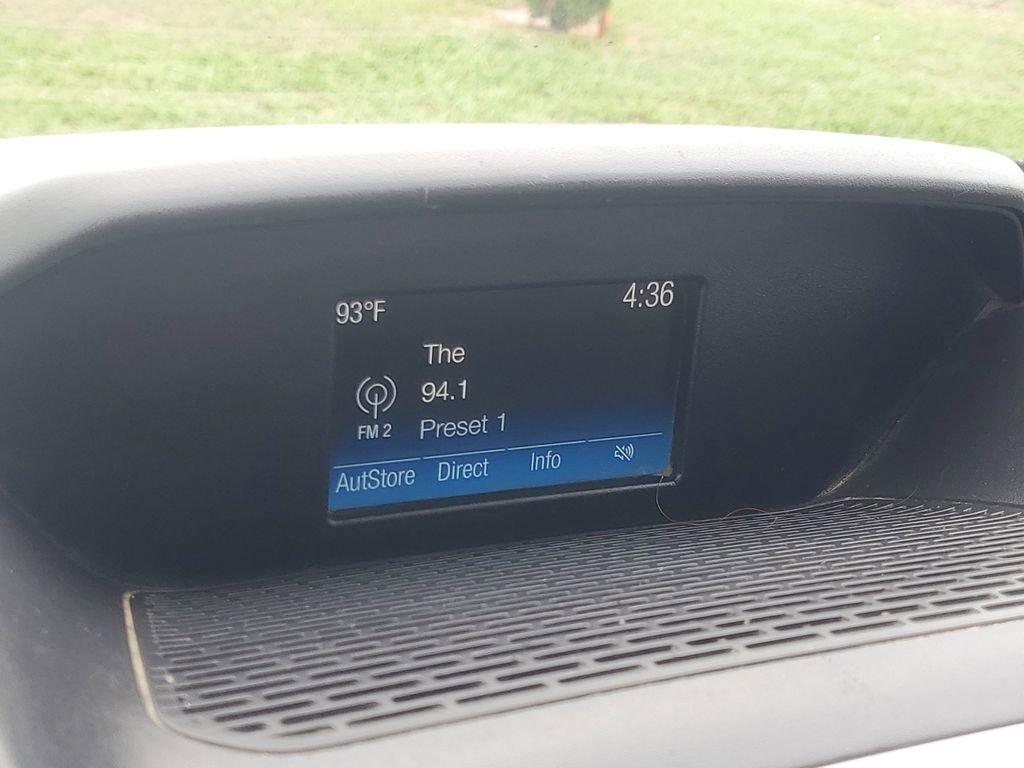 93°F 4:36
The
94.1
FM 2 Preset 1
AutStore Direct Info